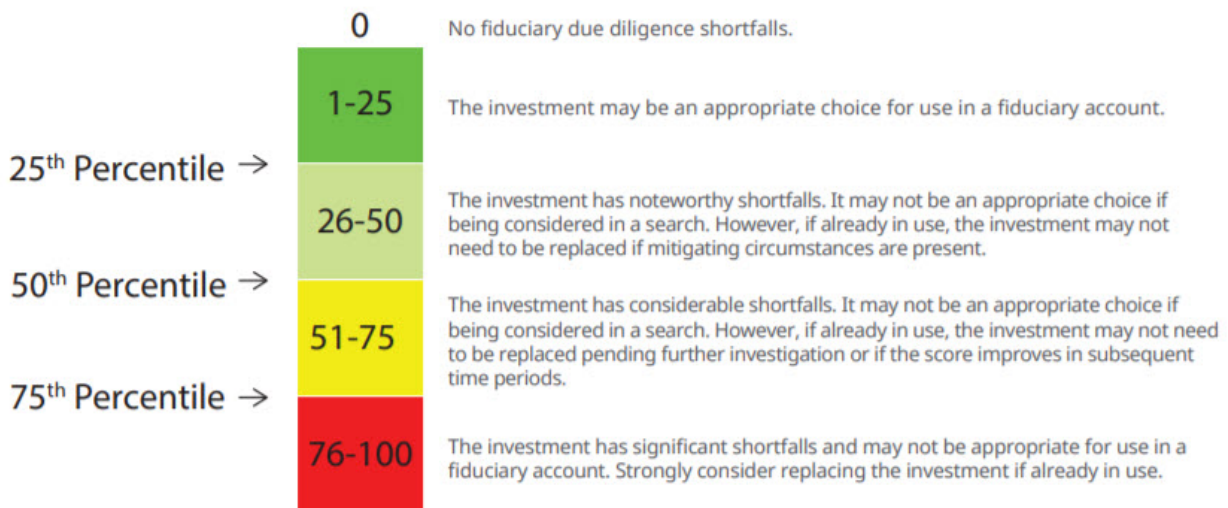 0
No fiduciary due diligence shortfalls.
1-25
The investment may be an appropriate choice for use in a fiduciary account.
25th Percentile →
26-50
The investment has noteworthy shortfalls. It may not be an appropriate choice if
being considered in a search. However, if already in use, the investment may not
need to be replaced if mitigating circumstances are present.
50th Percentile →
51-75
The investment has considerable shortfalls. It may not be an appropriate choice if
being considered in a search. However, if already in use, the investment may not need
to be replaced pending further investigation or if the score improves in subsequent
time periods.
75th Percentile →
76-100
The investment has significant shortfalls and may not be appropriate for use in a
fiduciary account. Strongly consider replacing the investment if already in use.